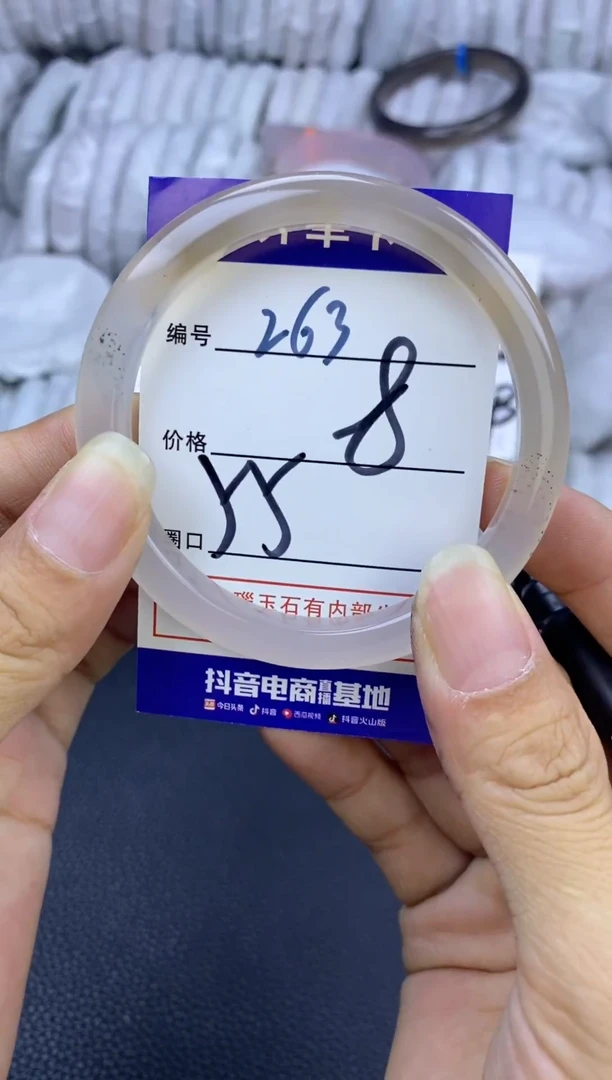 编号 263
8
价格
圈口 55
瑙玉石有内部
抖音电商直播基地
今日头条 抖音 西瓜视频 抖音火山版